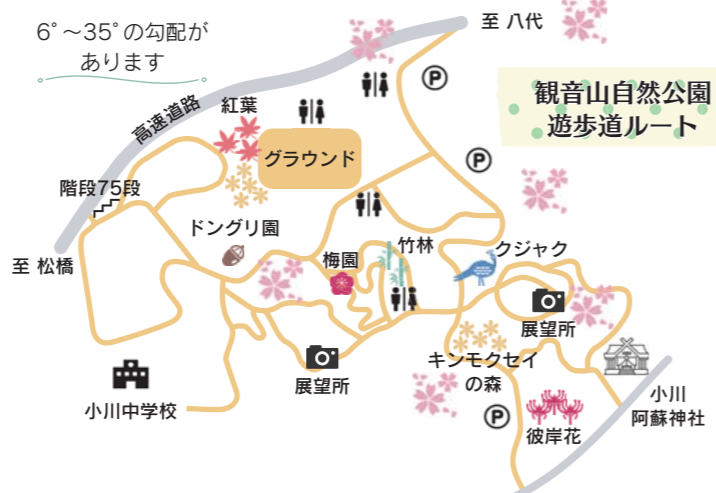 6°～35°の勾配が
あります
至 八代
観音山自然公園
遊歩道ルート
高速道路
紅葉
グラウンド
階段75段
ドングリ園
至 松橋
梅園
竹林
クジャク
展望所
展望所
キンモクセイ
の森
小川中学校
小川
阿蘇神社
彼岸花
P
P
P